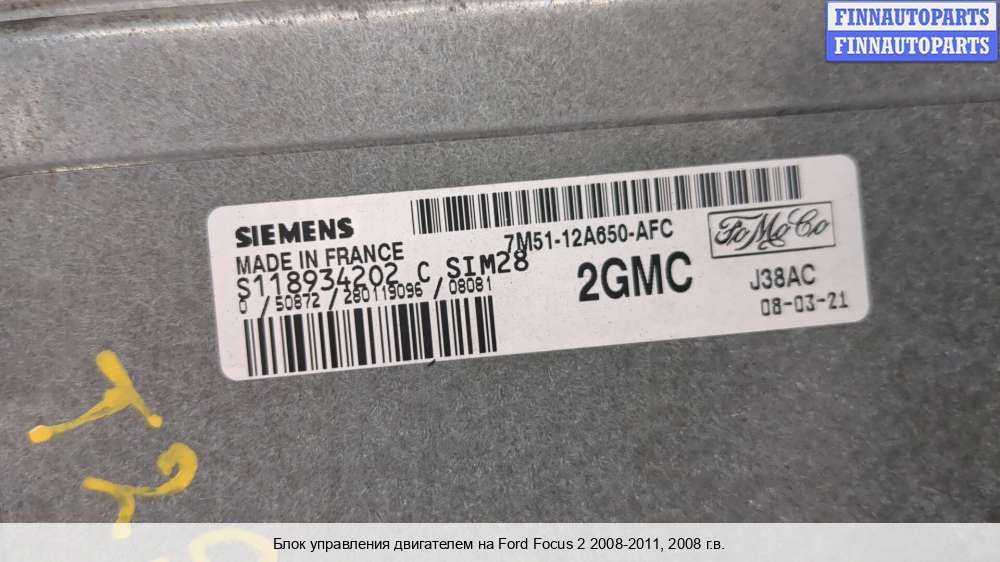 FINNAUTOPARTS
FINNAUTOPARTS
SIEMENS
MADE IN FRANCE
S118934202 C SIM28
0 / 50872 / 280119096 / 08081
7M51-12A650-AFC
2GMC
FoMoCo
J38AC
08-03-21
Блок управления двигателем на Ford Focus 2 2008-2011, 2008 г.в.